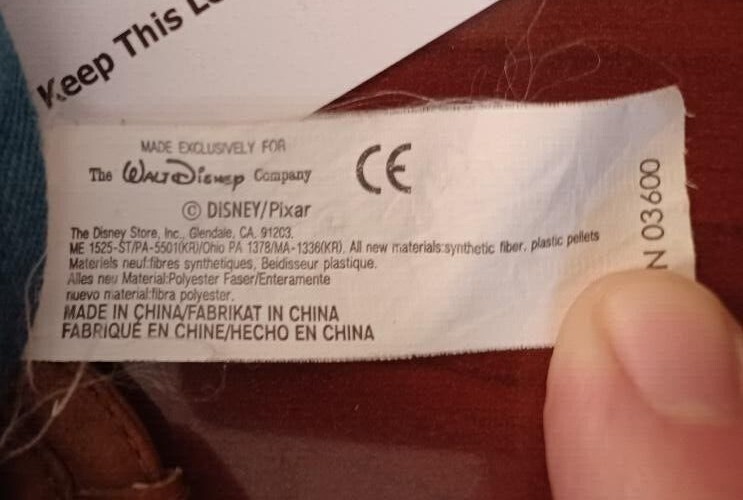 Keep This
MADE EXCLUSIVELY FOR
The WALT DISNEY Company
CE
© DISNEY/Pixar
The Disney Store, Inc., Glendale, CA, 91203.
ME 1525-ST/PA-5501(KR)/Ohio PA 1378/MA-1336(KR). All new materials:synthetic fiber, plastic pellets
Materiels neuf:fibres synthetiques, Beidisseur plastique.
Alles neu Material:Polyester Faser/Enteramente
nuevo material:fibra polyester.
MADE IN CHINA/FABRIKAT IN CHINA
FABRIQUÉ EN CHINE/HECHO EN CHINA
N 03600